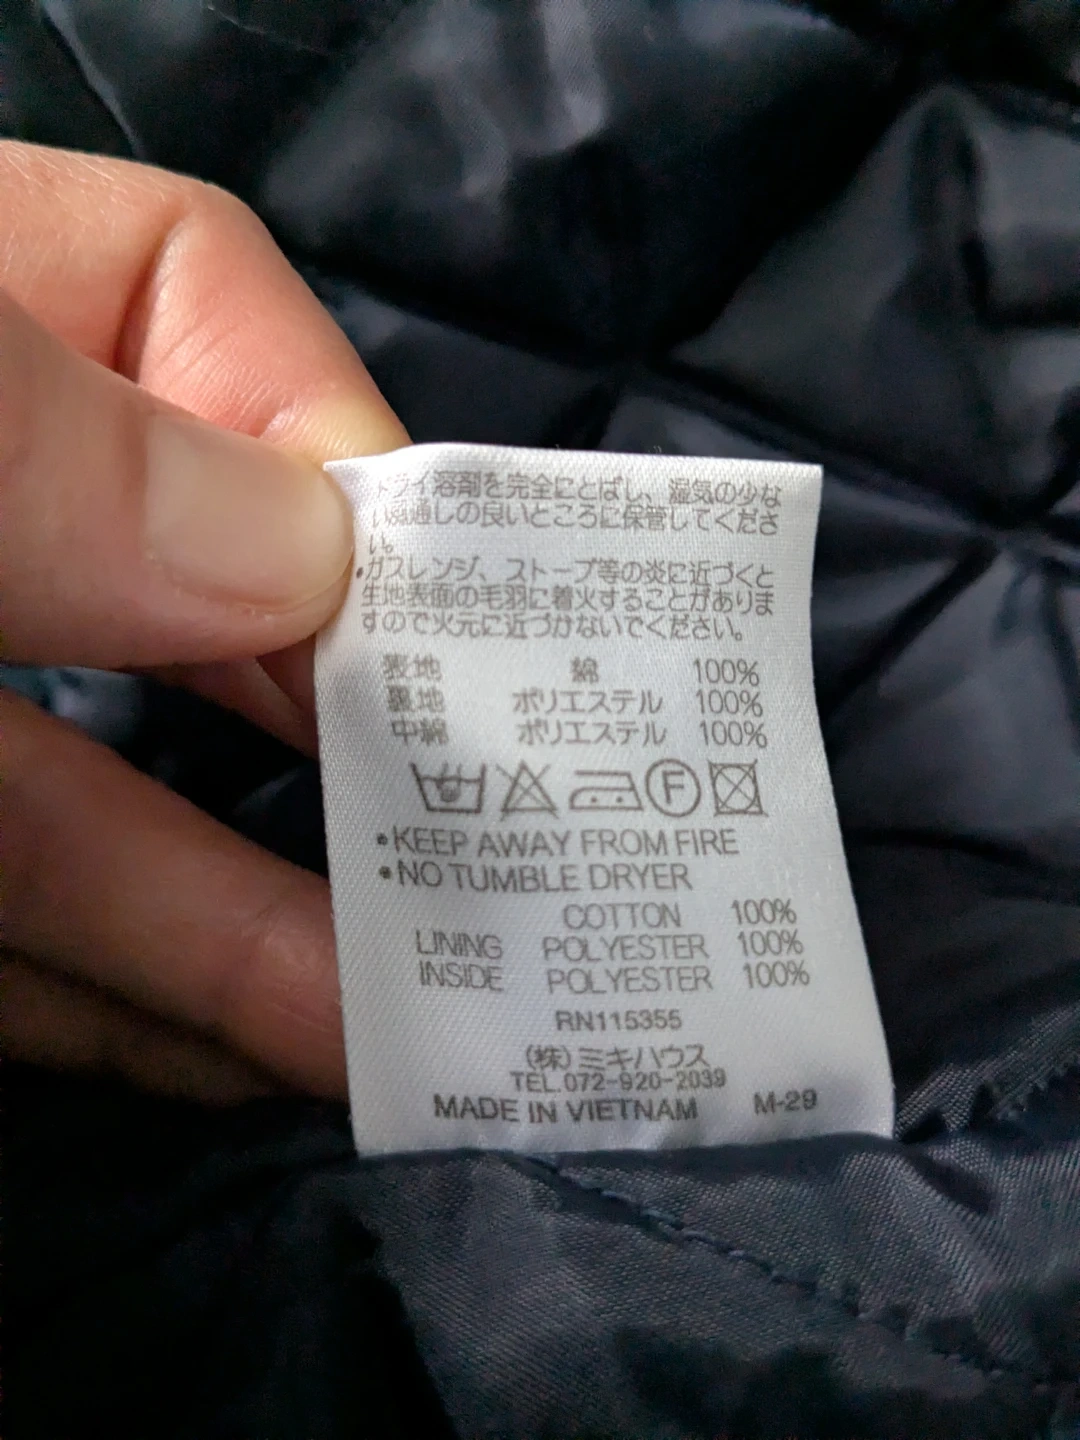 ドライ溶剤を完全にとばし、湿気の少な
い風通しの良いところに保管してくださ
い。
•ガスレンジ、ストーブ等の炎に近づくと
生地表面の毛羽に着火することがありま
すので火元に近づかないでください。
表地 綿 100%
裏地 ポリエステル 100%
中綿 ポリエステル 100%
F
•KEEP AWAY FROM FIRE
•NO TUMBLE DRYER
COTTON 100%
LINING POLYESTER 100%
INSIDE POLYESTER 100%
RN115355
(株)ミキハウス
TEL.072-920-2039
MADE IN VIETNAM M-29